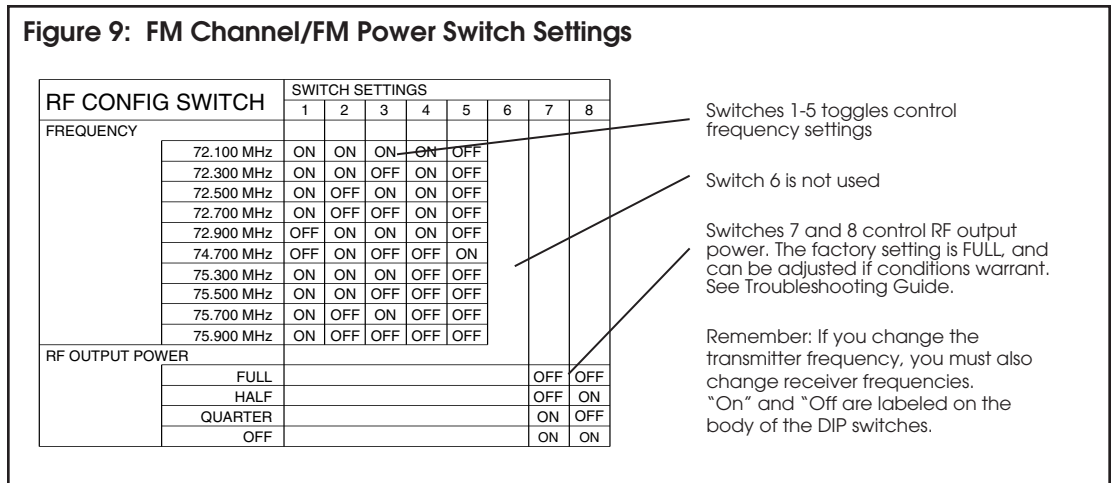 Figure 9: FM Channel/FM Power Switch Settings
RF CONFIG SWITCH
SWITCH SETTINGS
1 2 3 4 5 6 7 8
FREQUENCY
72.100 MHz ON ON ON ON OFF
72.300 MHz ON ON OFF ON OFF
72.500 MHz ON OFF ON ON OFF
72.700 MHz ON OFF OFF ON OFF
72.900 MHz OFF ON ON ON OFF
74.700 MHz OFF ON OFF OFF ON
75.300 MHz ON ON ON OFF OFF
75.500 MHz ON ON OFF OFF OFF
75.700 MHz ON OFF ON OFF OFF
75.900 MHz ON OFF OFF OFF OFF
RF OUTPUT POWER
FULL OFF OFF
HALF OFF ON
QUARTER ON OFF
OFF ON ON
Switches 1-5 toggles control
frequency settings
Switch 6 is not used
Switches 7 and 8 control RF output
power. The factory setting is FULL, and
can be adjusted if conditions warrant.
See Troubleshooting Guide.
Remember: If you change the
transmitter frequency, you must also
change receiver frequencies.
"On" and "Off are labeled on the
body of the DIP switches.